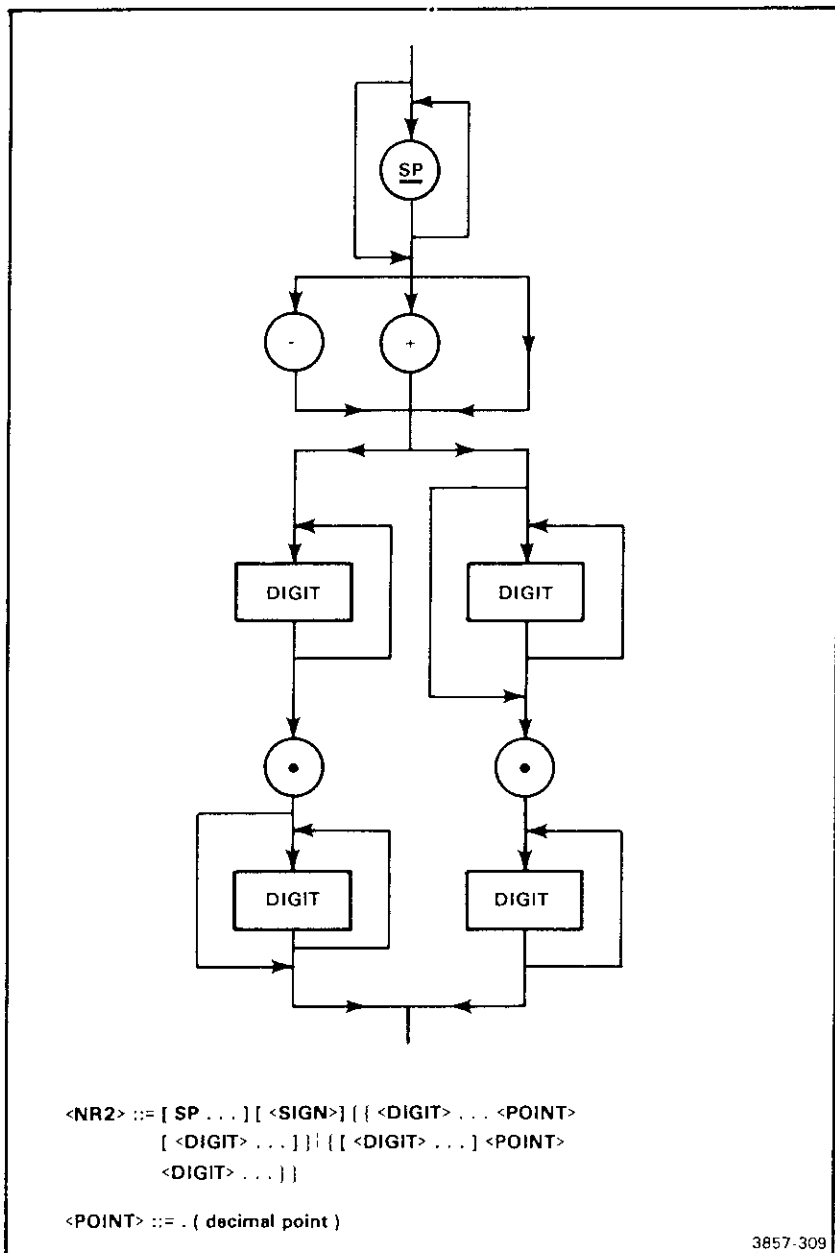 SP
- +
DIGIT DIGIT
• •
DIGIT DIGIT
<NR2> ::= [ SP . . . ] [ <SIGN>] { { <DIGIT> . . . <POINT>
[ <DIGIT> . . . ] } | { [ <DIGIT> . . . ] <POINT>
<DIGIT> . . . } }
<POINT> ::= . ( decimal point )
3857-309